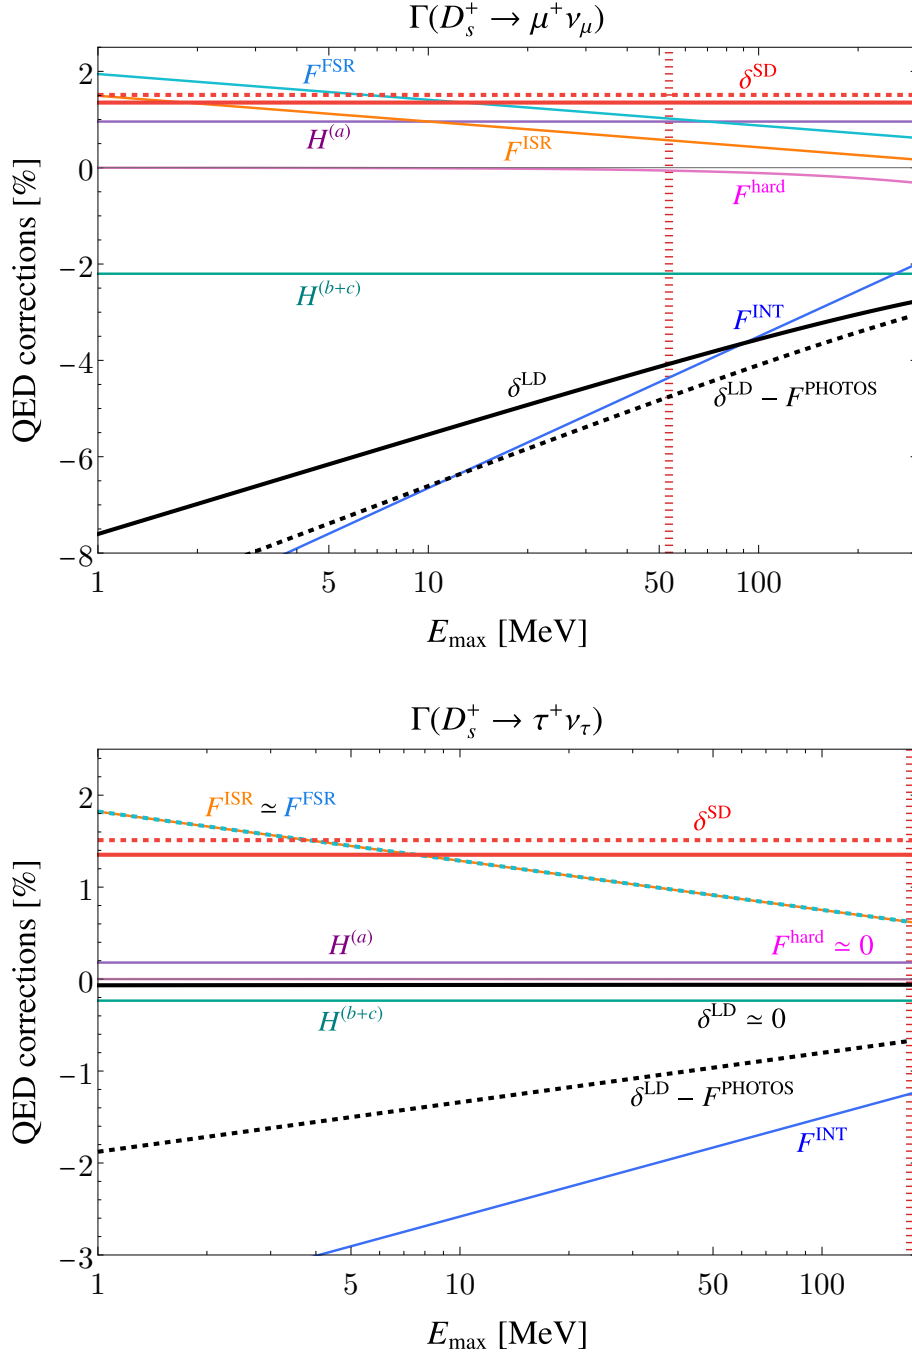 Γ(D_s^+ → μ^+ ν_μ)
QED corrections [%]
2
0
−2
−4
−6
−8
F^FSR
δ^SD
H^(a)
F^ISR
F^hard
H^(b+c)
F^INT
δ^LD
δ^LD − F^PHOTOS
1 5 10 50 100
E_max [MeV]
Γ(D_s^+ → τ^+ ν_τ)
QED corrections [%]
2
1
0
−1
−2
−3
F^ISR ≃ F^FSR
δ^SD
H^(a)
F^hard ≃ 0
H^(b+c)
δ^LD ≃ 0
δ^LD − F^PHOTOS
F^INT
1 5 10 50 100
E_max [MeV]